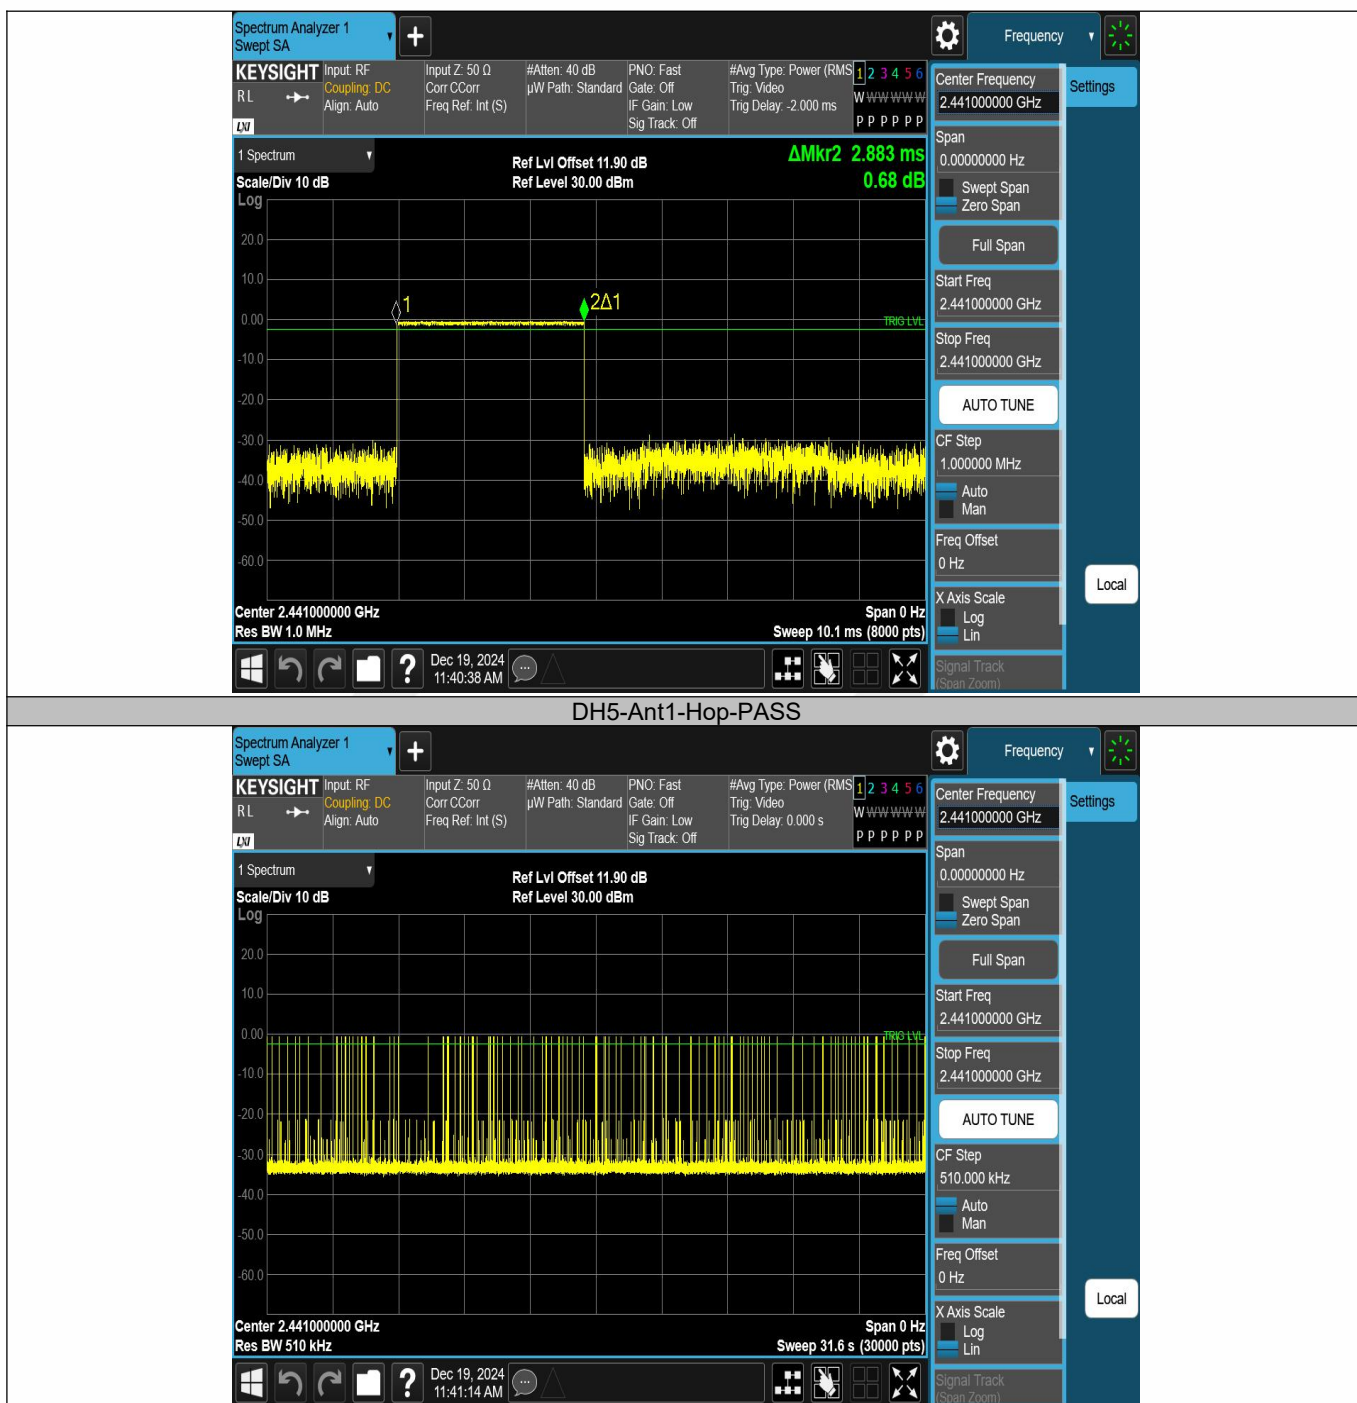 Spectrum Analyzer 1
Swept SA
+
Frequency
KEYSIGHT
RL
LXI
Input: RF
Coupling: DC
Align: Auto
Input Z: 50 Ω
Corr CCorr
Freq Ref: Int (S)
#Atten: 40 dB
µW Path: Standard
PNO: Fast
Gate: Off
IF Gain: Low
Sig Track: Off
#Avg Type: Power (RMS
Trig: Video
Trig Delay: -2.000 ms
1 2 3 4 5 6
W W W W W W
P P P P P P
Center Frequency
2.441000000 GHz
Settings
Span
0.00000000 Hz
Swept Span
Zero Span
Full Span
Start Freq
2.441000000 GHz
Stop Freq
2.441000000 GHz
AUTO TUNE
CF Step
1.000000 MHz
Auto
Man
Freq Offset
0 Hz
X Axis Scale
Log
Lin
Signal Track
(Span Zoom)
Local
1 Spectrum
Scale/Div 10 dB
Log
Ref Lvl Offset 11.90 dB
Ref Level 30.00 dBm
ΔMkr2 2.883 ms
0.68 dB
20.0
10.0
0.00
-10.0
-20.0
-30.0
-40.0
-50.0
-60.0
1
2Δ1
TRIG LVL
Center 2.441000000 GHz
Res BW 1.0 MHz
Span 0 Hz
Sweep 10.1 ms (8000 pts)
?
Dec 19, 2024
11:40:38 AM
DH5-Ant1-Hop-PASS
Spectrum Analyzer 1
Swept SA
+
Frequency
KEYSIGHT
RL
LXI
Input: RF
Coupling: DC
Align: Auto
Input Z: 50 Ω
Corr CCorr
Freq Ref: Int (S)
#Atten: 40 dB
µW Path: Standard
PNO: Fast
Gate: Off
IF Gain: Low
Sig Track: Off
#Avg Type: Power (RMS
Trig: Video
Trig Delay: 0.000 s
1 2 3 4 5 6
W W W W W W
P P P P P P
Center Frequency
2.441000000 GHz
Settings
Span
0.00000000 Hz
Swept Span
Zero Span
Full Span
Start Freq
2.441000000 GHz
Stop Freq
2.441000000 GHz
AUTO TUNE
CF Step
510.000 kHz
Auto
Man
Freq Offset
0 Hz
X Axis Scale
Log
Lin
Signal Track
(Span Zoom)
Local
1 Spectrum
Scale/Div 10 dB
Log
Ref Lvl Offset 11.90 dB
Ref Level 30.00 dBm
20.0
10.0
0.00
-10.0
-20.0
-30.0
-40.0
-50.0
-60.0
TRIG LVL
Center 2.441000000 GHz
Res BW 510 kHz
Span 0 Hz
Sweep 31.6 s (30000 pts)
?
Dec 19, 2024
11:41:14 AM